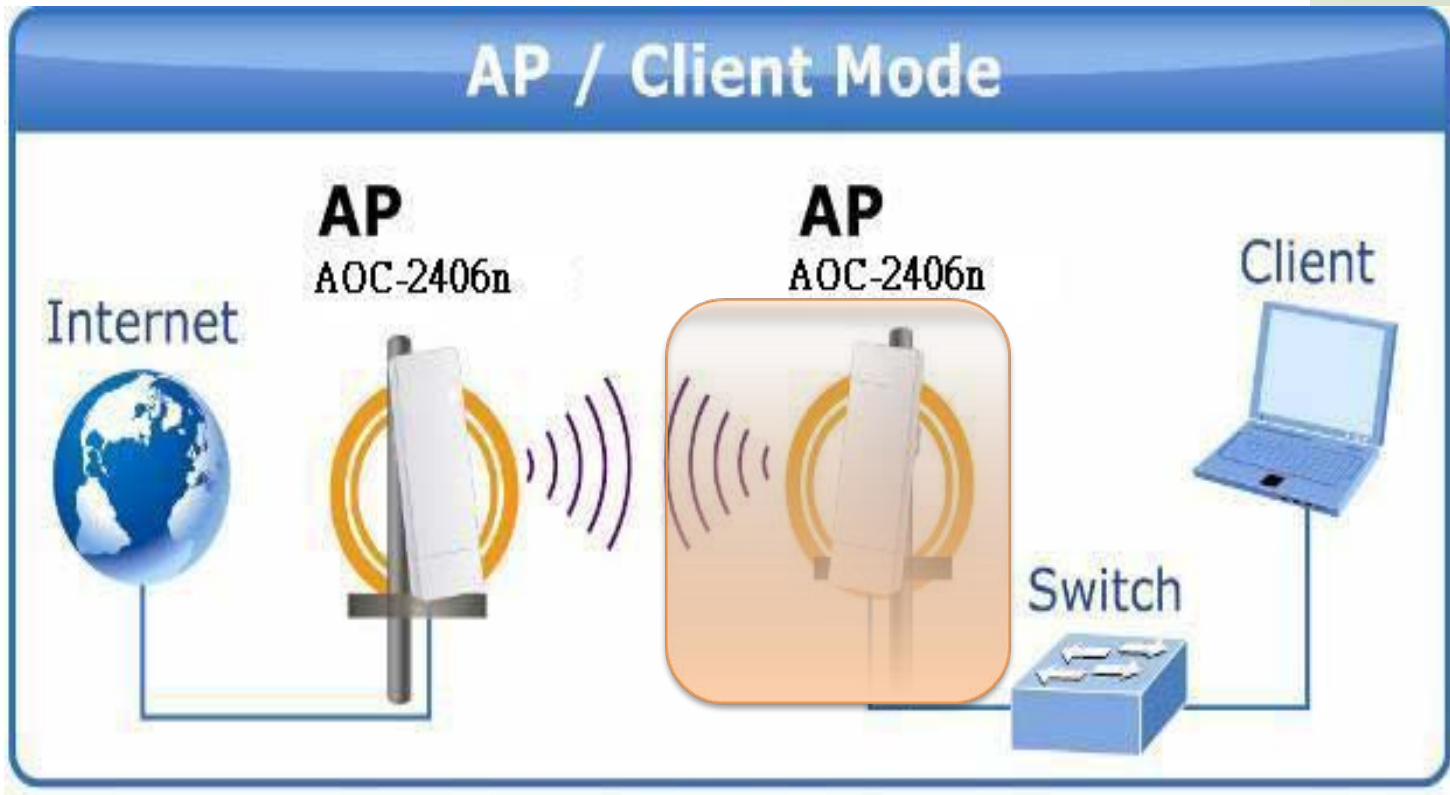 AP / Client Mode
AP
AOC-2406n
AP
AOC-2406n
Client
Internet
Switch